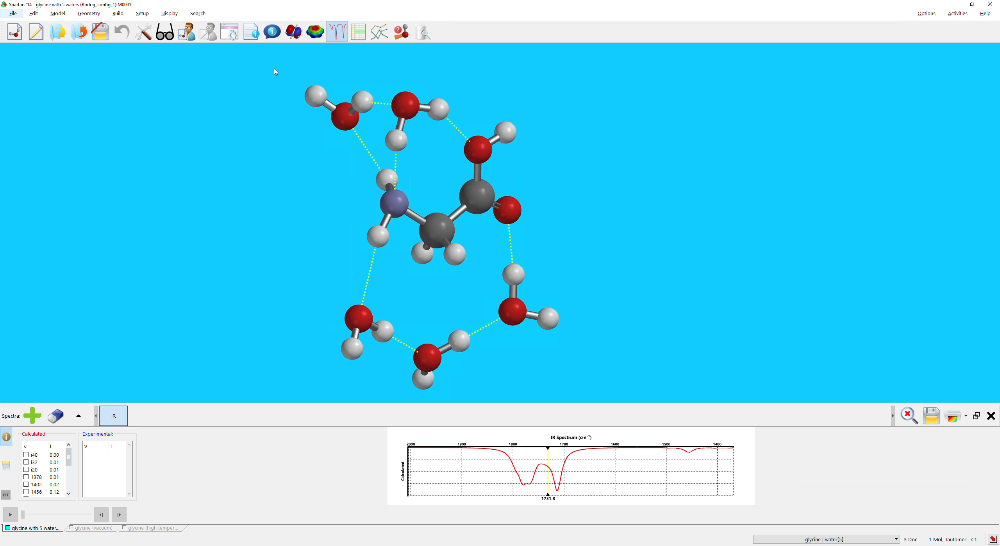 Spartan '14 - glycine with 5 waters (Rodrig_config_1):M0001
File Edit Model Geometry Build Setup Display Search Options Activities Help
Spectra: IR
Calculated: Experimental:
ν I ν I
i40 0.00
i32 0.01
i20 0.01
1378 0.01
1402 0.02
1456 0.12
FIT
IR Spectrum (cm⁻¹)
2000 1900 1800 1700 1600 1500 1400
Calculated
1731.8
glycine with 5 water... glycine (vacuum) glycine (high temper...
glycine | water[5] 3 Doc 1 Mol, Tautomer C1